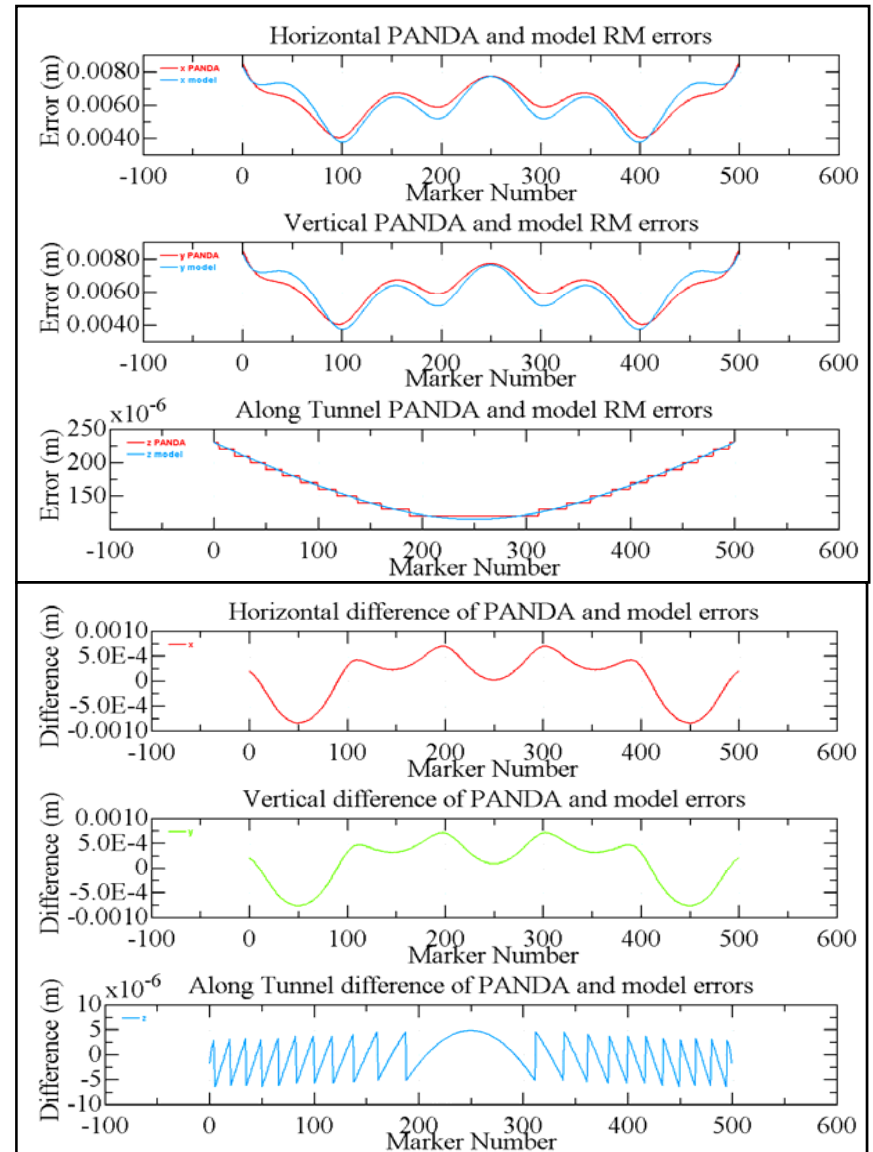 Horizontal PANDA and model RM errors
Error (m)
0.0080
0.0060
0.0040
x PANDA
x model
-100 0 100 200 300 400 500 600
Marker Number
Vertical PANDA and model RM errors
Error (m)
0.0080
0.0060
0.0040
y PANDA
y model
-100 0 100 200 300 400 500 600
Marker Number
x10-6
Along Tunnel PANDA and model RM errors
Error (m)
250
200
150
z PANDA
z model
-100 0 100 200 300 400 500 600
Marker Number
Horizontal difference of PANDA and model errors
Difference (m)
0.0010
5.0E-4
0
-5.0E-4
-0.0010
x
-100 0 100 200 300 400 500 600
Marker Number
Vertical difference of PANDA and model errors
Difference (m)
0.0010
5.0E-4
0
-5.0E-4
-0.0010
y
-100 0 100 200 300 400 500 600
Marker Number
x10-6
Along Tunnel difference of PANDA and model errors
Difference (m)
10
5
0
-5
-10
z
-100 0 100 200 300 400 500 600
Marker Number